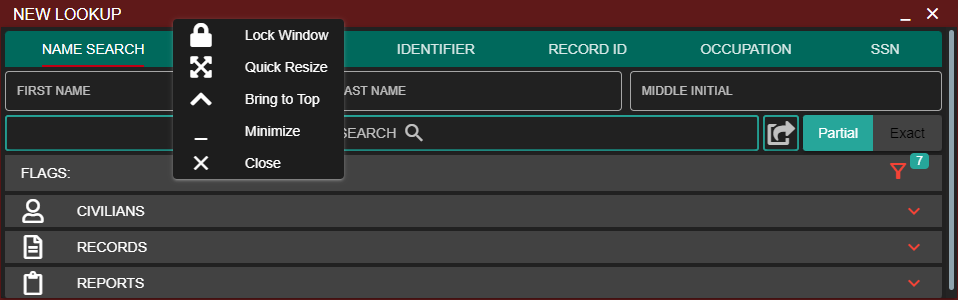 NEW LOOKUP
NAME SEARCH IDENTIFIER RECORD ID OCCUPATION SSN
Lock Window
Quick Resize
Bring to Top
Minimize
Close
FIRST NAME AST NAME MIDDLE INITIAL
SEARCH Partial Exact
FLAGS: 7
CIVILIANS
RECORDS
REPORTS